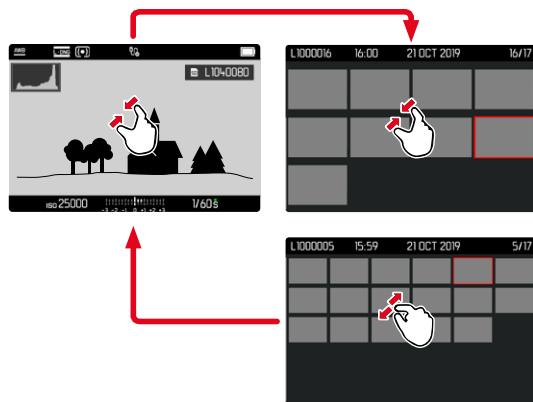 AWB L-DNG
L1040080
ISO 25000 -3 -2 -1 0 +1 +2 +3 1/60s
L1000016 16:00 21 OCT 2019 16/17
L1000005 15:59 21 OCT 2019 5/17